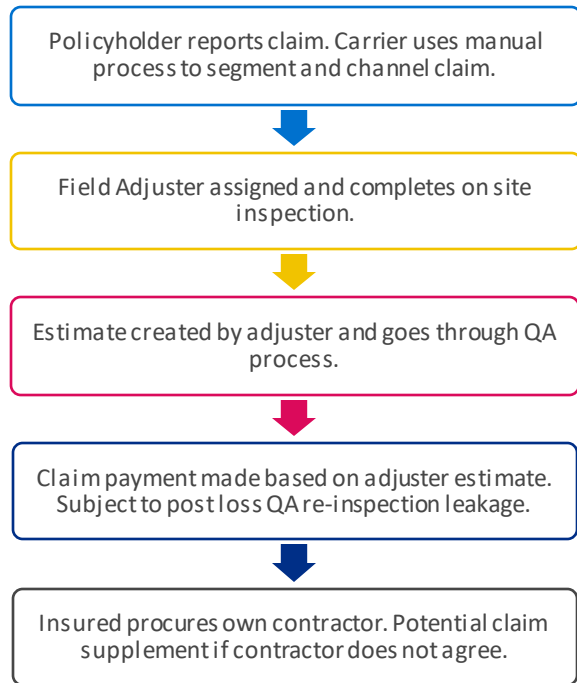 Policyholder reports claim. Carrier uses manual
process to segment and channel claim.
Field Adjuster assigned and completes on site
inspection.
Estimate created by adjuster and goes through QA
process.
Claim payment made based on adjuster estimate.
Subject to post loss QA re-inspection leakage.
Insured procures own contractor. Potential claim
supplement if contractor does not agree.